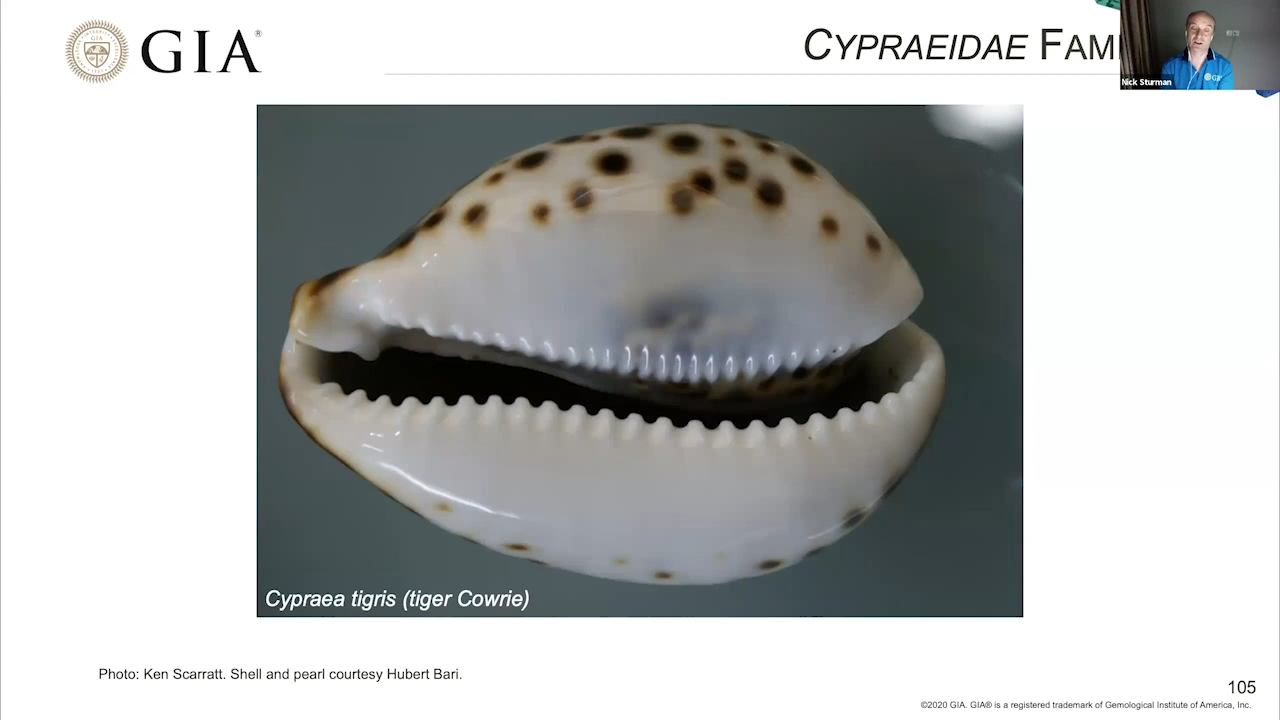 GIA®
CYPRAEIDAE FAM
Nick Sturman
Cypraea tigris (tiger Cowrie)
Photo: Ken Scarratt. Shell and pearl courtesy Hubert Bari.
105
©2020 GIA. GIA® is a registered trademark of Gemological Institute of America, Inc.